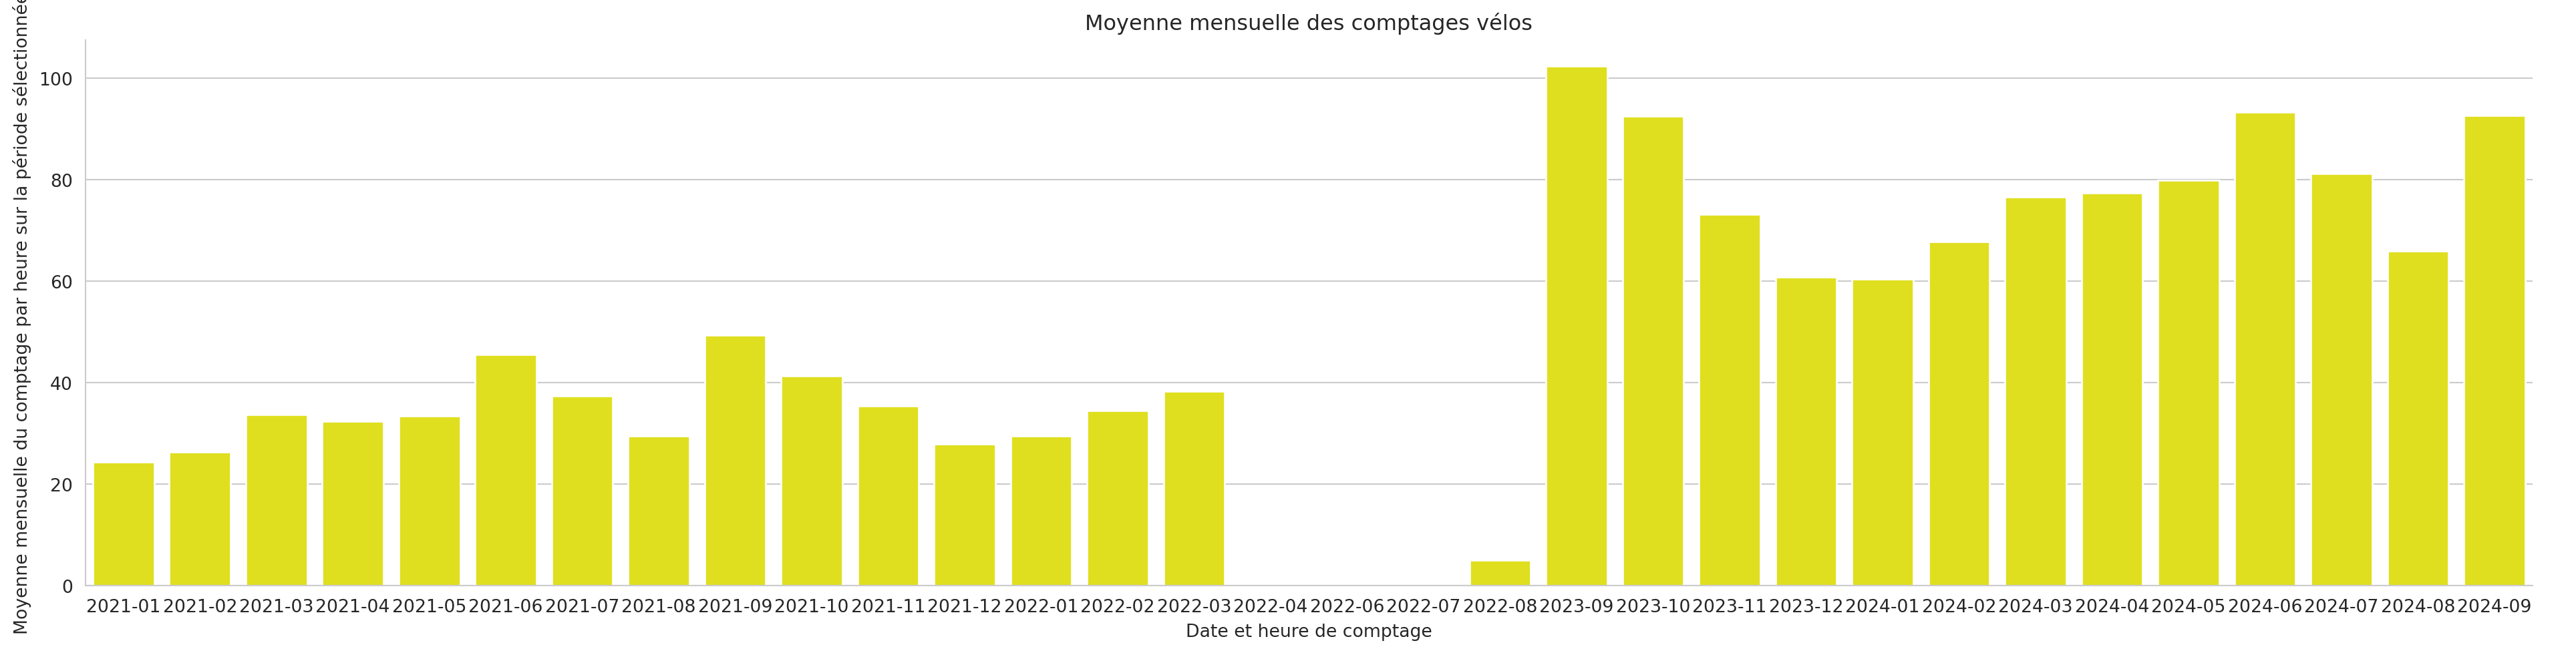 Moyenne mensuelle des comptages vélos
Moyenne mensuelle du comptage par heure sur la période sélectionnée
100
80
60
40
20
0
2021-01 2021-02 2021-03 2021-04 2021-05 2021-06 2021-07 2021-08 2021-09 2021-10 2021-11 2021-12 2022-01 2022-02 2022-03 2022-04 2022-06 2022-07 2022-08 2023-09 2023-10 2023-11 2023-12 2024-01 2024-02 2024-03 2024-04 2024-05 2024-06 2024-07 2024-08 2024-09
Date et heure de comptage